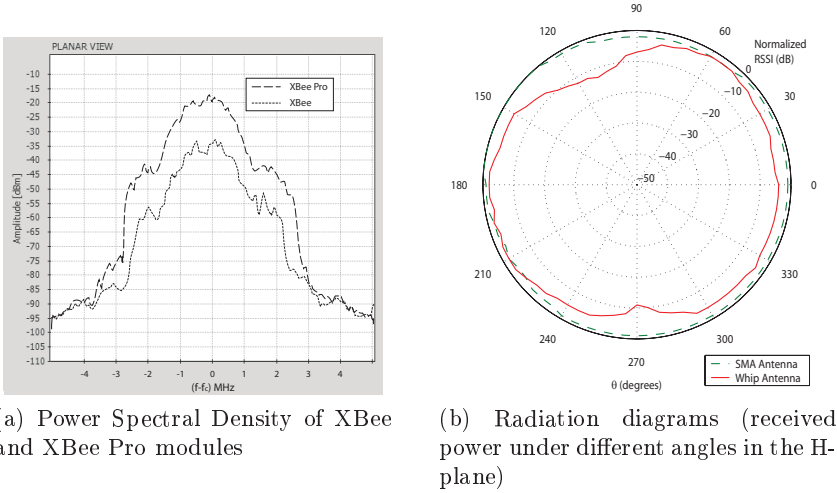 PLANAR VIEW
-10
-15
-20
-25
-30
-35
-40
-45
-50
-55
-60
-65
-70
-75
-80
-85
-90
-95
-100
-105
-110
Amplitude [dBm]
XBee Pro
XBee
-4 -3 -2 -1 0 1 2 3 4
(f-fc) MHz
90
120 60
150 30
180 0
210 330
240 300
270
Normalized
RSSI (dB)
0
−10
−20
−30
−40
−50
θ (degrees)
SMA Antenna
Whip Antenna
a) Power Spectral Density of XBee
and XBee Pro modules
(b) Radiation diagrams (received
power under different angles in the H-
plane)